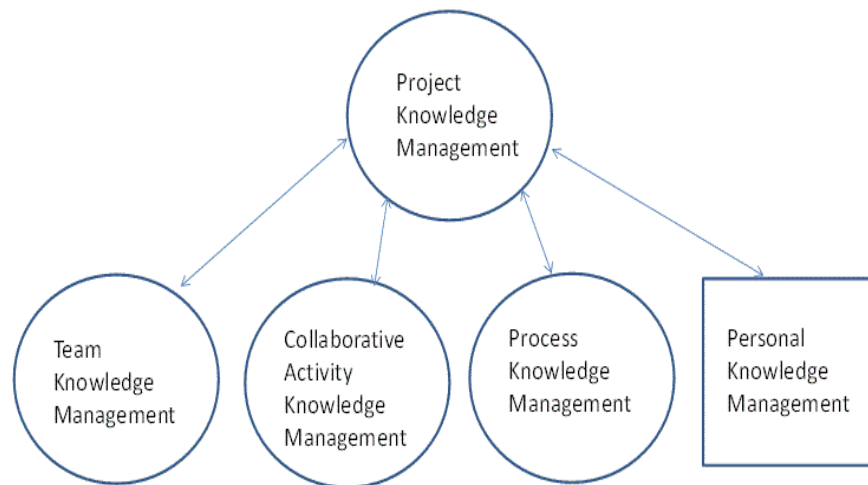 Project
Knowledge
Management
Team
Knowledge
Management
Collaborative
Activity
Knowledge
Management
Process
Knowledge
Management
Personal
Knowledge
Management